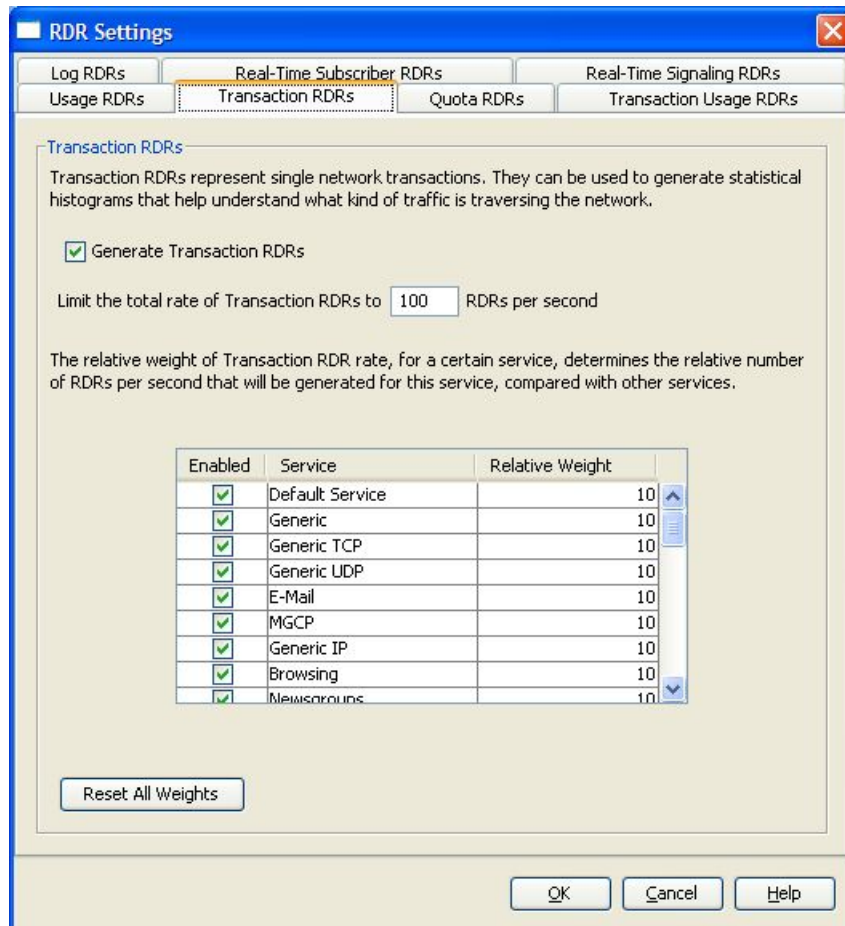 RDR Settings
Log RDRs Real-Time Subscriber RDRs Real-Time Signaling RDRs
Usage RDRs Transaction RDRs Quota RDRs Transaction Usage RDRs
Transaction RDRs
Transaction RDRs represent single network transactions. They can be used to generate statistical
histograms that help understand what kind of traffic is traversing the network.
Generate Transaction RDRs
Limit the total rate of Transaction RDRs to 100 RDRs per second
The relative weight of Transaction RDR rate, for a certain service, determines the relative number
of RDRs per second that will be generated for this service, compared with other services.
Enabled Service Relative Weight
Default Service 10
Generic 10
Generic TCP 10
Generic UDP 10
E-Mail 10
MGCP 10
Generic IP 10
Browsing 10
Newsgroups 10
Reset All Weights
OK Cancel Help